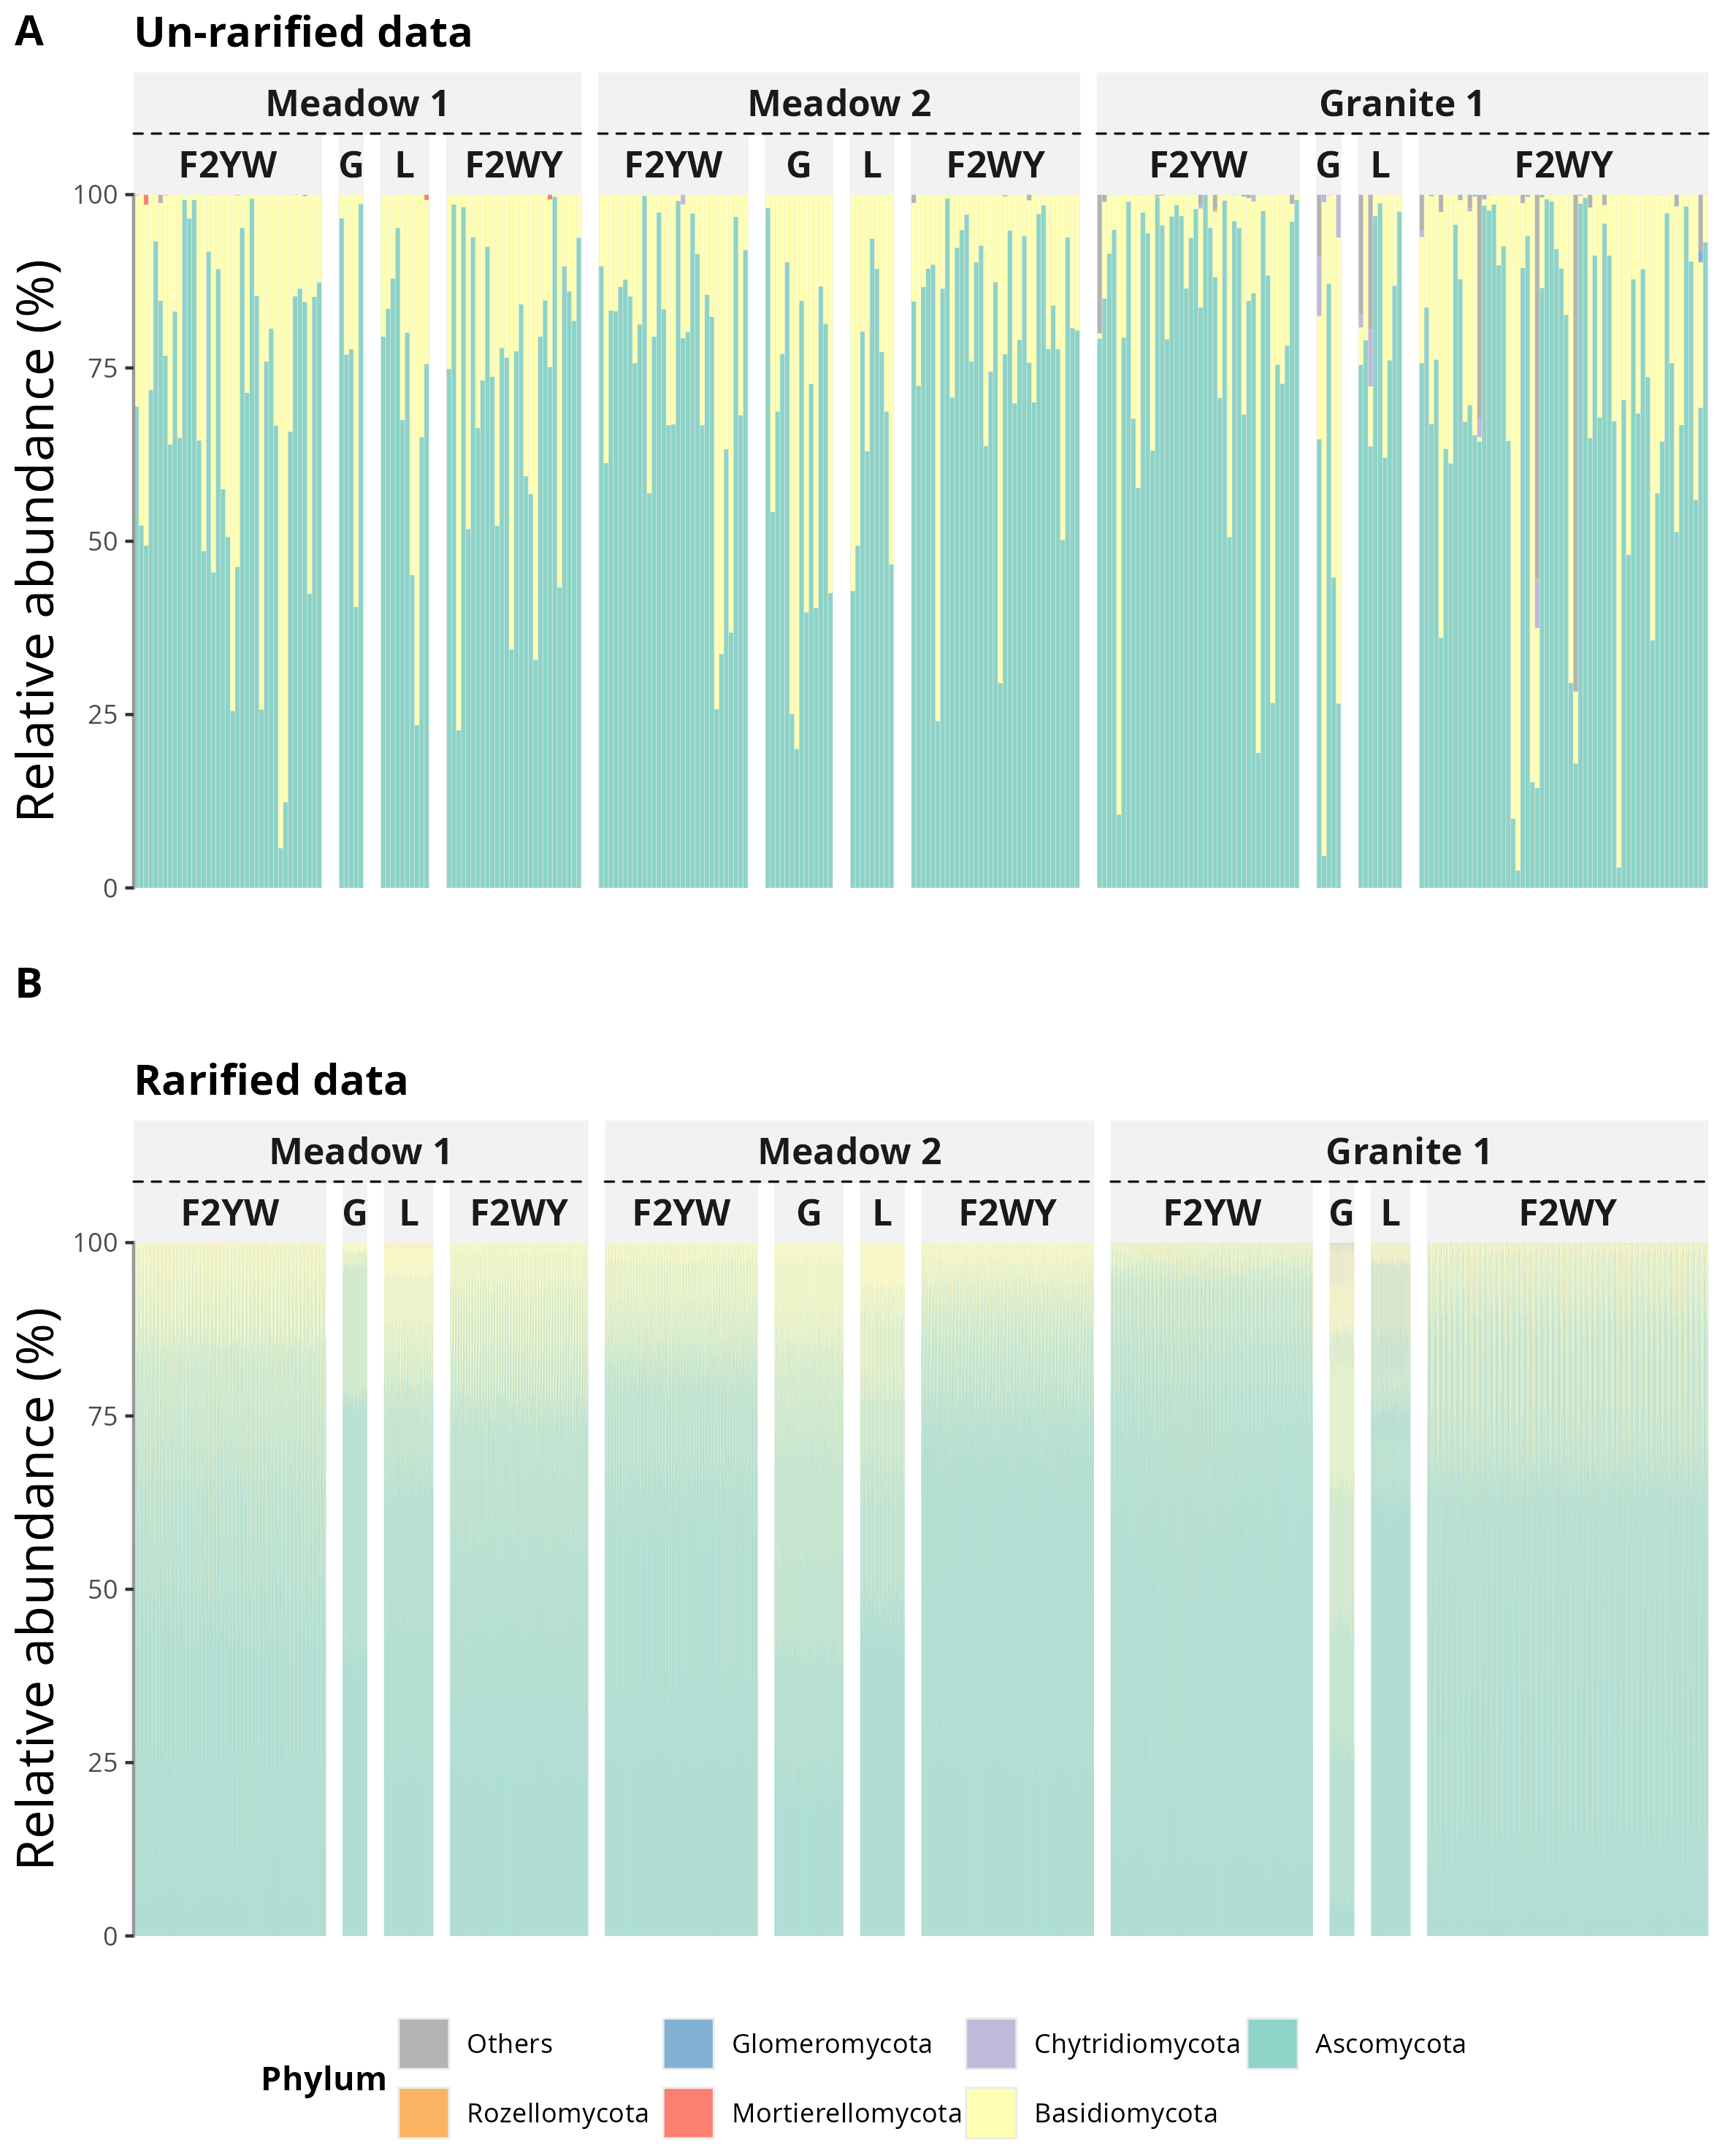 A
Un-rarified data
Meadow 1 Meadow 2 Granite 1
F2YW G L F2WY F2YW G L F2WY F2YW G L F2WY
Relative abundance (%)
100
75
50
25
0
B
Rarified data
Meadow 1 Meadow 2 Granite 1
F2YW G L F2WY F2YW G L F2WY F2YW G L F2WY
Relative abundance (%)
100
75
50
25
0
Phylum
Others Glomeromycota Chytridiomycota Ascomycota
Rozellomycota Mortierellomycota Basidiomycota